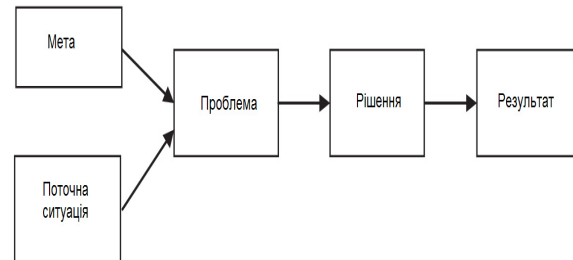 Мета
Проблема
Рішення
Результат
Поточна
ситуація